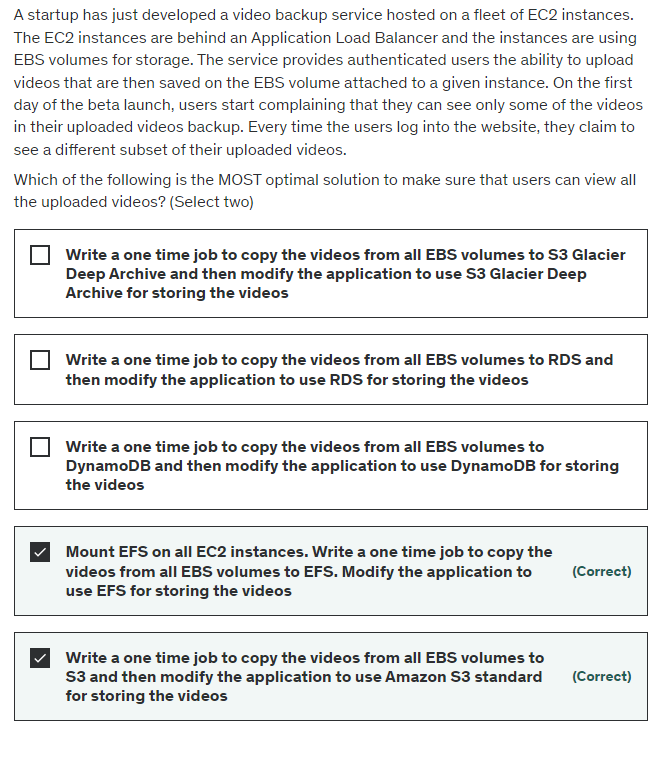 A startup has just developed a video backup service hosted on a fleet of EC2 instances.
The EC2 instances are behind an Application Load Balancer and the instances are using
EBS volumes for storage. The service provides authenticated users the ability to upload
videos that are then saved on the EBS volume attached to a given instance. On the first
day of the beta launch, users start complaining that they can see only some of the videos
in their uploaded videos backup. Every time the users log into the website, they claim to
see a different subset of their uploaded videos.
Which of the following is the MOST optimal solution to make sure that users can view all
the uploaded videos? (Select two)
Write a one time job to copy the videos from all EBS volumes to S3 Glacier
Deep Archive and then modify the application to use S3 Glacier Deep
Archive for storing the videos
Write a one time job to copy the videos from all EBS volumes to RDS and
then modify the application to use RDS for storing the videos
Write a one time job to copy the videos from all EBS volumes to
DynamoDB and then modify the application to use DynamoDB for storing
the videos
Mount EFS on all EC2 instances. Write a one time job to copy the
videos from all EBS volumes to EFS. Modify the application to
use EFS for storing the videos
(Correct)
Write a one time job to copy the videos from all EBS volumes to
S3 and then modify the application to use Amazon S3 standard
for storing the videos
(Correct)